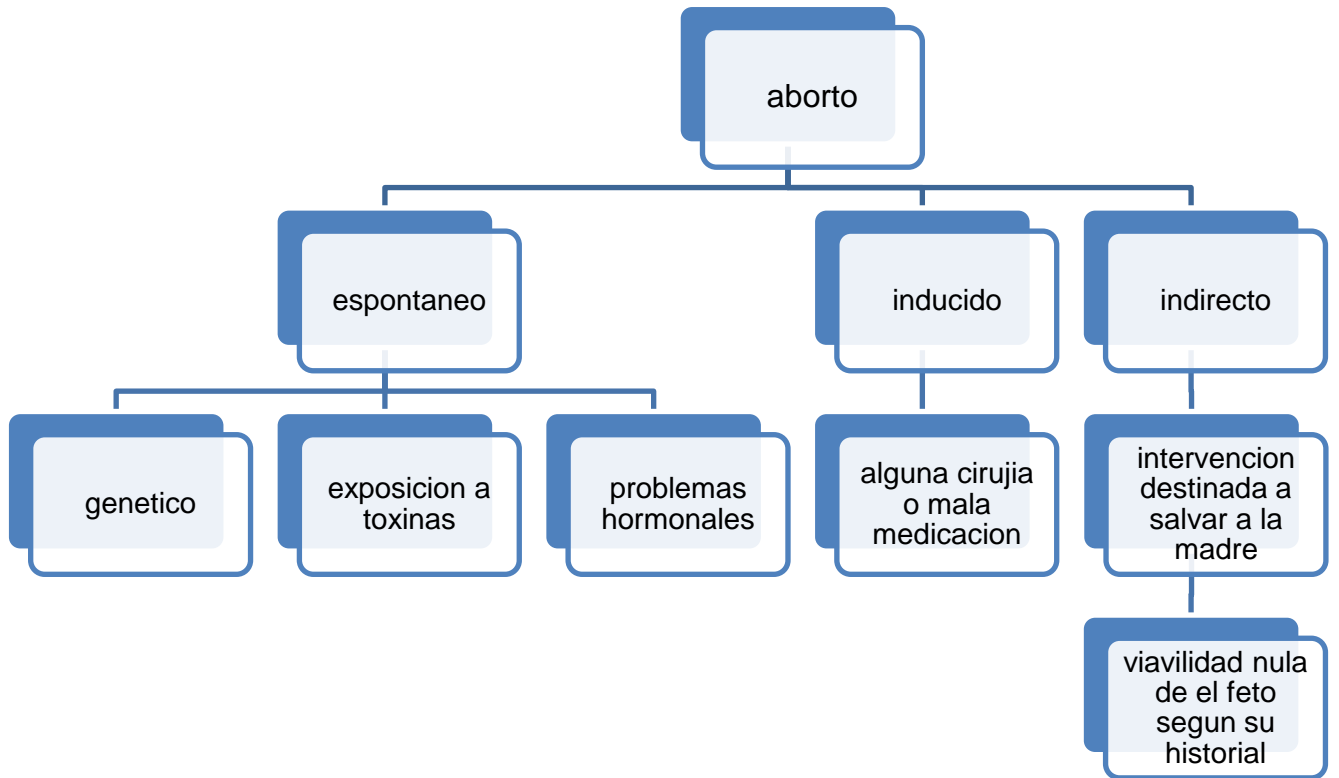 aborto
espontaneo
inducido
indirecto
genetico
exposicion a
toxinas
problemas
hormonales
alguna cirujia
o mala
medicacion
intervencion
destinada a
salvar a la
madre
viavilidad nula
de el feto
segun su
historial